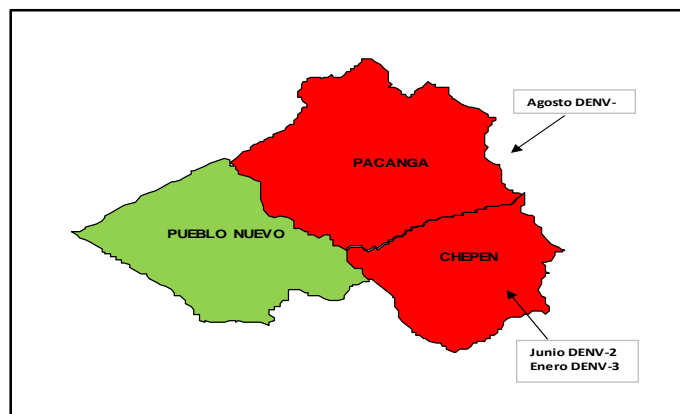 Agosto DENV-
PACANGA
PUEBLO NUEVO
CHEPEN
Junio DENV-2
Enero DENV-3